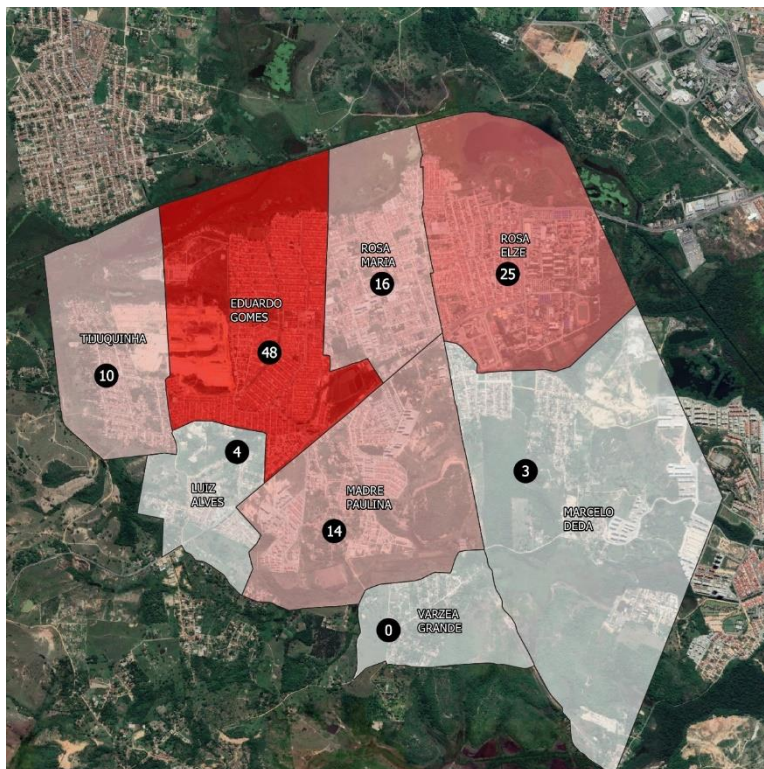 ROSA
MARIA
16
ROSA
ELZE
25
EDUARDO
GOMES
48
TIJUQUINHA
10
4
LUIZ
ALVES
MADRE
PAULINA
14
3
MARCELO
DEDA
VARZEA
GRANDE
0